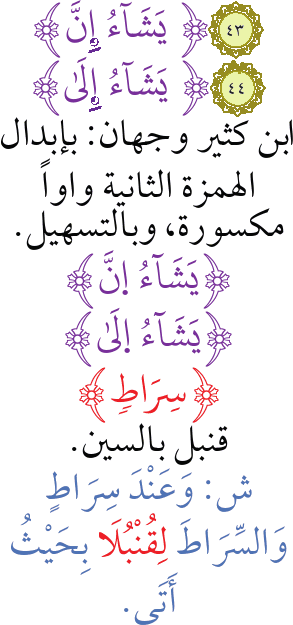 ٤٣ ﴿ يَشَآءُ اِ۪نَّ ﴾
٤٤ ﴿ يَشَآءُ اِ۪لَىٰ ﴾
ابن كثير وجهان: بإبدال
الهمزة الثانية واواً
مكسورة، وبالتسهيل.
﴿ يَشَآءُ اِنَّ ﴾
﴿ يَشَآءُ اِلَىٰ ﴾
﴿ سِرَاطٍ ﴾
قنبل بالسين.
ش: وَعَنْدَ سِرَاطٍ
وَالسِّرَاطَ لِقُنْبُلَا بِحَيْثُ
أَتَى.